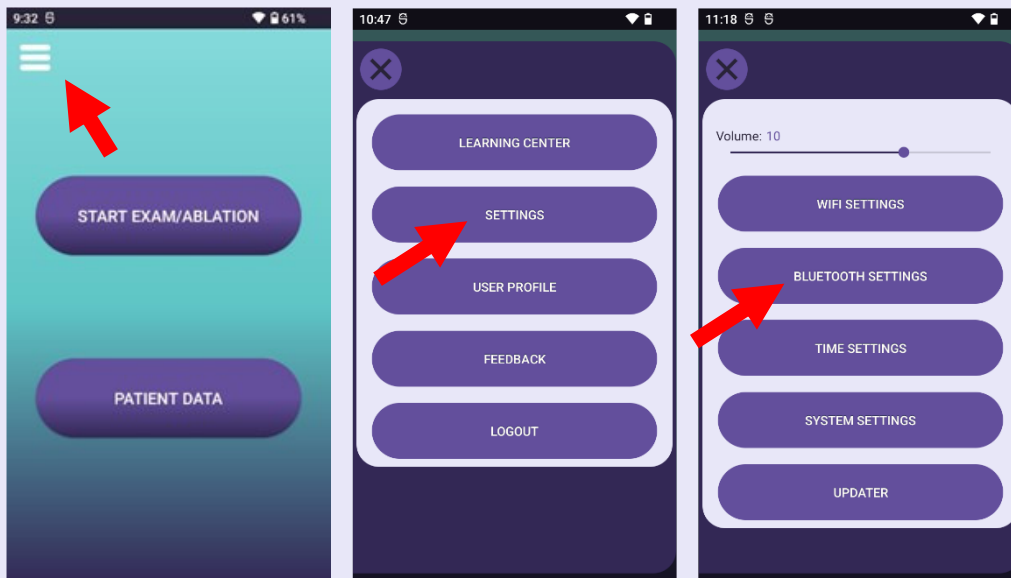 9:32 61%
START EXAM/ABLATION
PATIENT DATA
10:47
LEARNING CENTER
SETTINGS
USER PROFILE
FEEDBACK
LOGOUT
11:18
Volume: 10
WIFI SETTINGS
BLUETOOTH SETTINGS
TIME SETTINGS
SYSTEM SETTINGS
UPDATER